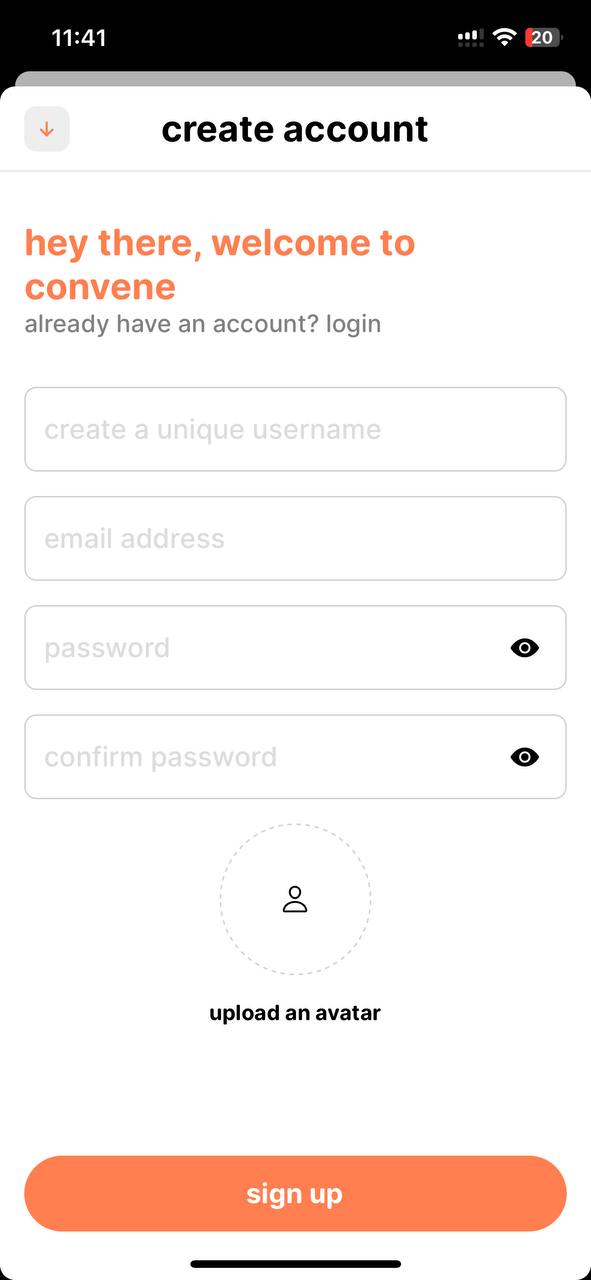 11:41
20
create account
hey there, welcome to
convene
already have an account? login
create a unique username
email address
password
confirm password
upload an avatar
sign up